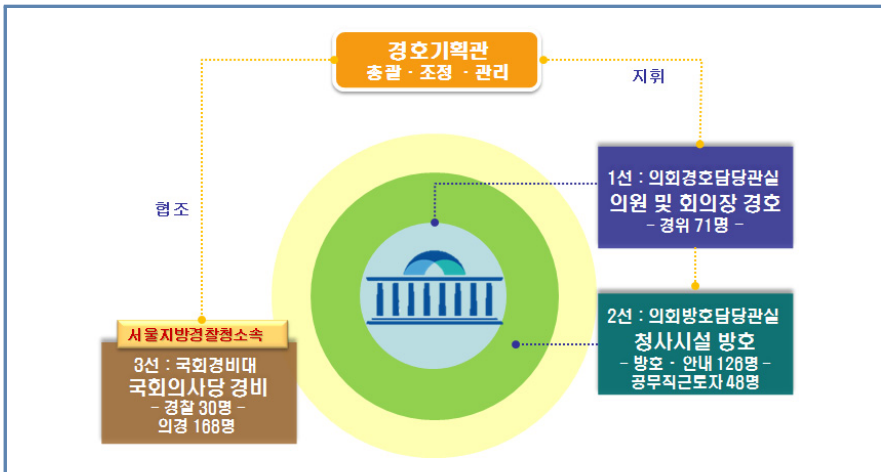 경호기획관
총괄 · 조정 · 관리
지휘
협조
1선 : 의회경호담당관실
의원 및 회의장 경호
– 경위 71명 –
2선 : 의회방호담당관실
청사시설 방호
– 방호 · 안내 126명 –
공무직근로자 48명
서울지방경찰청소속
3선 : 국회경비대
국회의사당 경비
– 경찰 30명 –
의경 168명